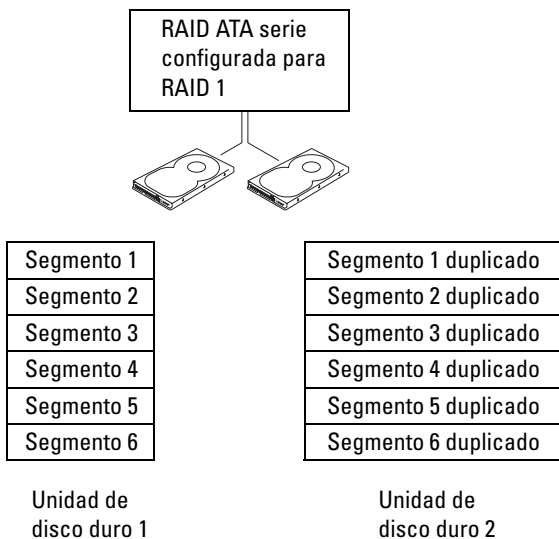 RAID ATA serie
configurada para
RAID 1
Segmento 1
Segmento 1 duplicado
Segmento 2
Segmento 2 duplicado
Segmento 3
Segmento 3 duplicado
Segmento 4
Segmento 4 duplicado
Segmento 5
Segmento 5 duplicado
Segmento 6
Segmento 6 duplicado
Unidad de
disco duro 1
Unidad de
disco duro 2